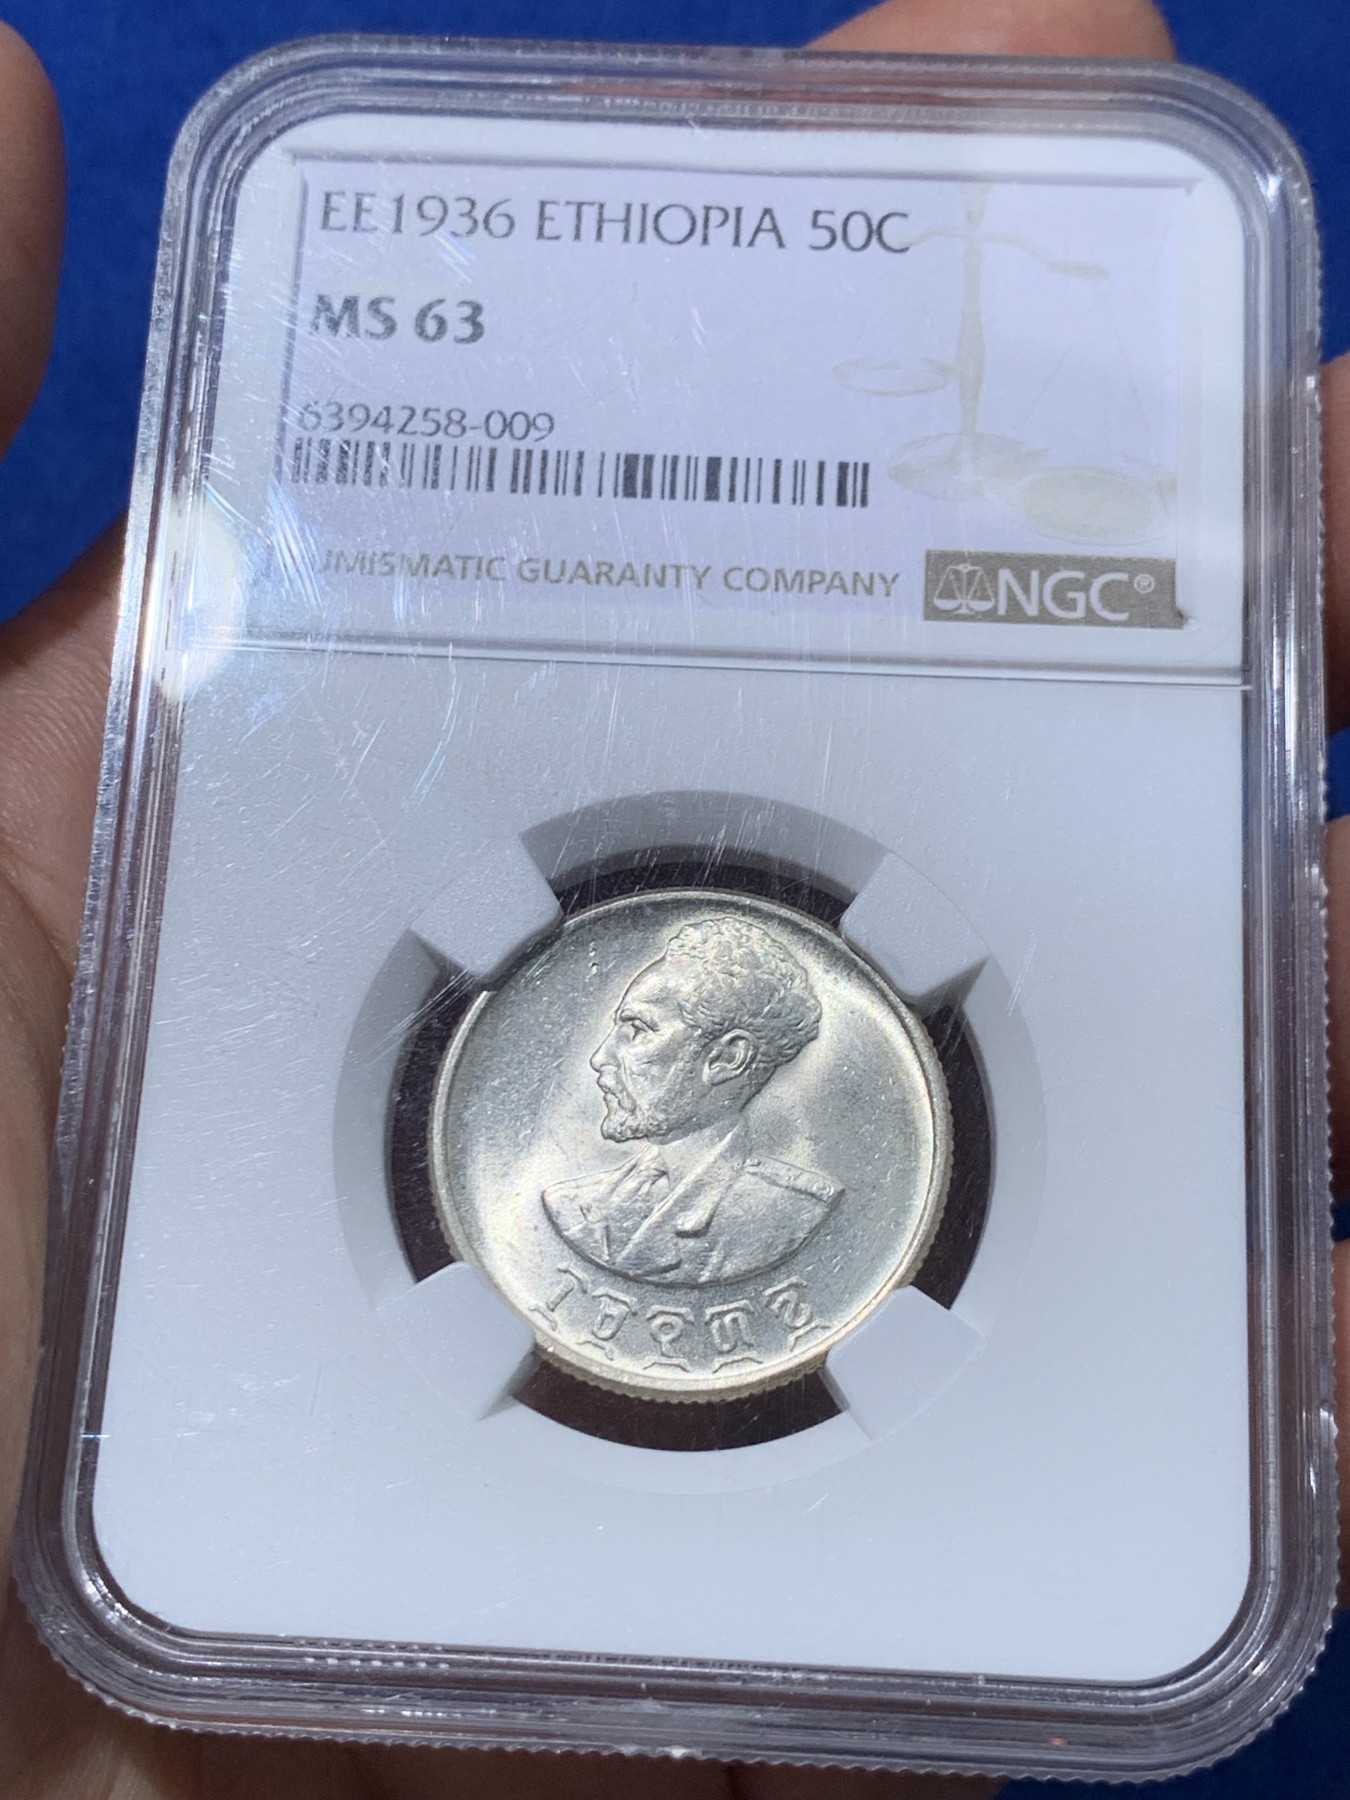 EE1936 ETHIOPIA 50C
MS 63
6394258-009
UMISMATIC GUARANTY COMPANY NGC®
፲፱፻፴፮